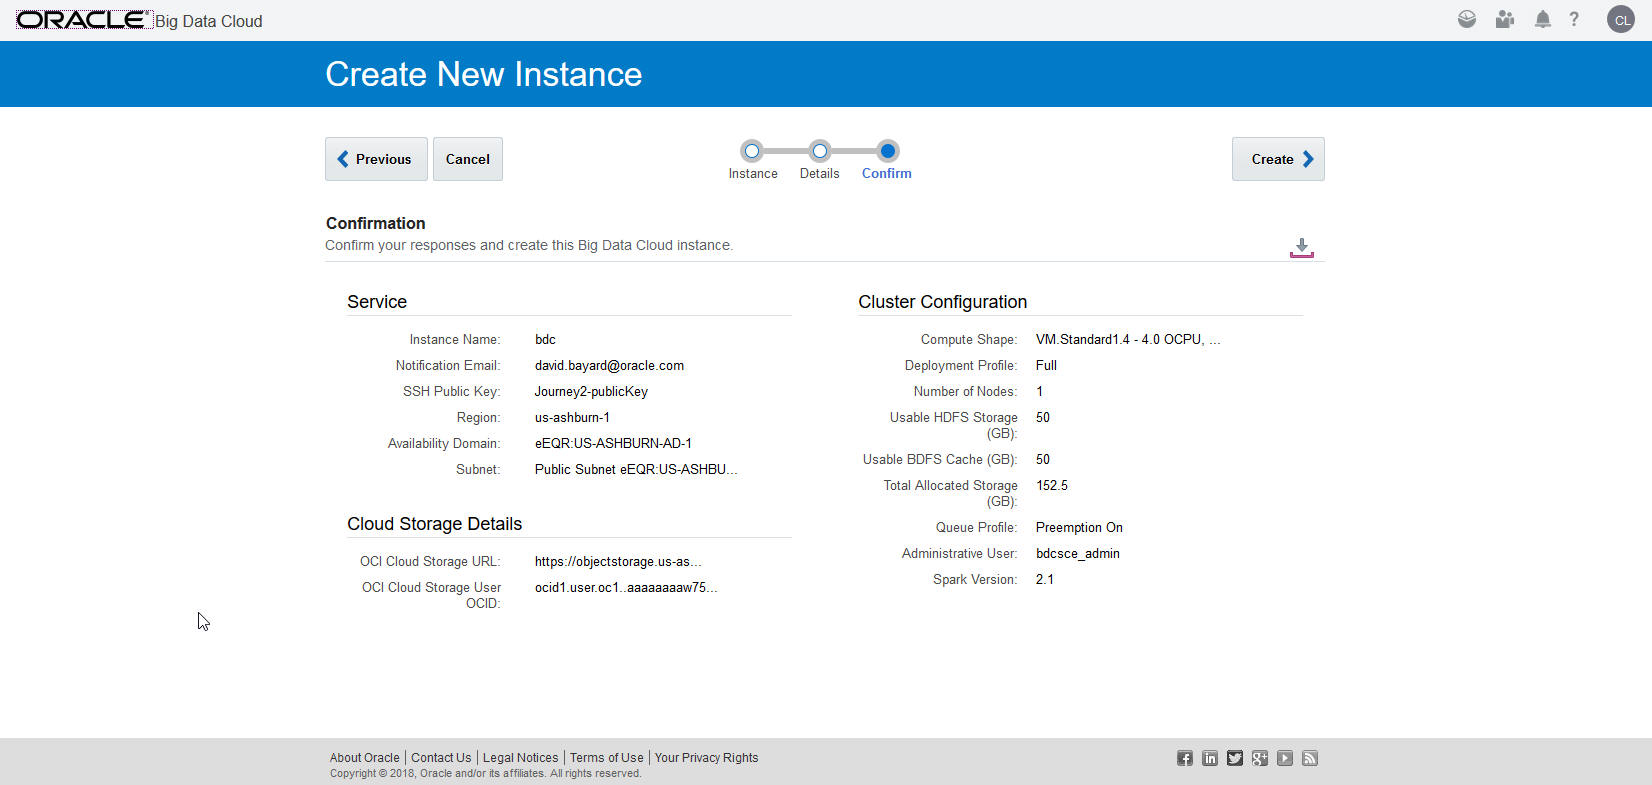 ORACLE® Big Data Cloud
CL
Create New Instance
Previous
Cancel
Instance
Details
Confirm
Create
Confirmation
Confirm your responses and create this Big Data Cloud instance.
Service
Instance Name: bdc
Notification Email: david.bayard@oracle.com
SSH Public Key: Journey2-publicKey
Region: us-ashburn-1
Availability Domain: eEQR:US-ASHBURN-AD-1
Subnet: Public Subnet eEQR:US-ASHBU...
Cloud Storage Details
OCI Cloud Storage URL: https://objectstorage.us-as...
OCI Cloud Storage User ocid1.user.oc1..aaaaaaaaw75...
OCID:
Cluster Configuration
Compute Shape: VM.Standard1.4 - 4.0 OCPU, ...
Deployment Profile: Full
Number of Nodes: 1
Usable HDFS Storage 50
(GB):
Usable BDFS Cache (GB): 50
Total Allocated Storage 152.5
(GB):
Queue Profile: Preemption On
Administrative User: bdcsce_admin
Spark Version: 2.1
About Oracle | Contact Us | Legal Notices | Terms of Use | Your Privacy Rights
Copyright © 2018, Oracle and/or its affiliates. All rights reserved.